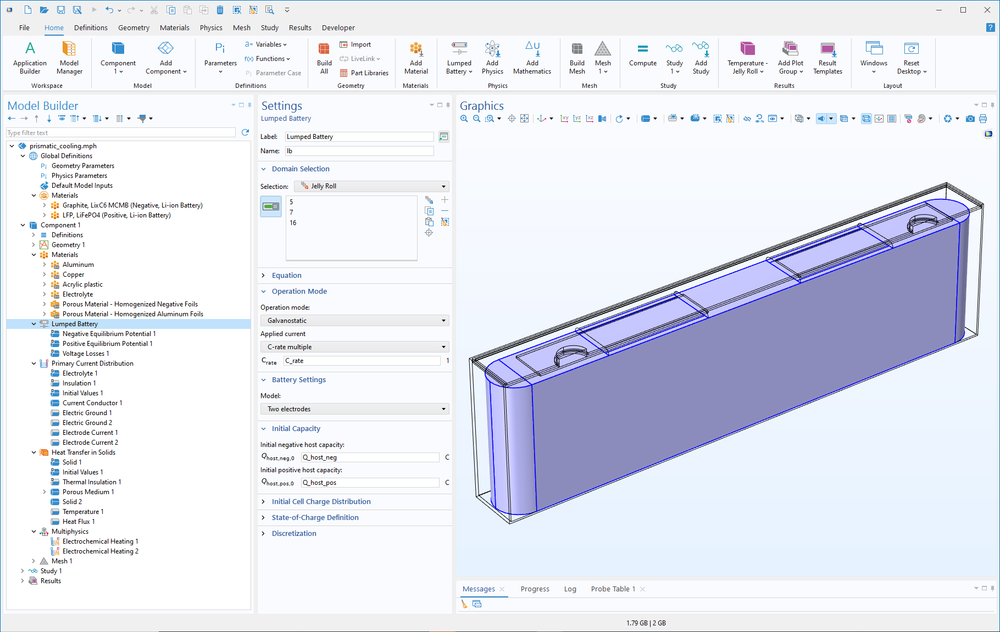 File Home Definitions Geometry Materials Physics Mesh Study Results Developer
?
Application Builder
Model Manager
Workspace
Component 1
Add Component
Model
Parameters
a= Variables
f(x) Functions
Pi Parameter Case
Definitions
Build All
Import
LiveLink
Part Libraries
Geometry
Add Material
Materials
Lumped Battery
Add Physics
ΔU
Add Mathematics
Physics
Build Mesh
Mesh 1
Mesh
Compute
Study 1
Add Study
Study
Temperature - Jelly Roll
Add Plot Group
Result Templates
Results
Windows
Reset Desktop
Layout
Model Builder
Type filter text
prismatic_cooling.mph
Global Definitions
Pi Geometry Parameters
Pi Physics Parameters
Default Model Inputs
Materials
Graphite, LixC6 MCMB (Negative, Li-ion Battery)
LFP, LiFePO4 (Positive, Li-ion Battery)
Component 1
Definitions
Geometry 1
Materials
Aluminum
Copper
Acrylic plastic
Electrolyte
Porous Material - Homogenized Negative Foils
Porous Material - Homogenized Aluminum Foils
Lumped Battery
Negative Equilibrium Potential 1
Positive Equilibrium Potential 1
Voltage Losses 1
Primary Current Distribution
Electrolyte 1
Insulation 1
Initial Values 1
Current Conductor 1
Electric Ground 1
Electric Ground 2
Electrode Current 1
Electrode Current 2
Heat Transfer in Solids
Solid 1
Initial Values 1
Thermal Insulation 1
Porous Medium 1
Solid 2
Temperature 1
Heat Flux 1
Multiphysics
Electrochemical Heating 1
Electrochemical Heating 2
Mesh 1
Study 1
Results
Settings
Lumped Battery
Label: Lumped Battery
Name: lb
Domain Selection
Selection: Jelly Roll
5
7
16
Equation
Operation Mode
Operation mode:
Galvanostatic
Applied current
C-rate multiple
Crate C_rate 1
Battery Settings
Model:
Two electrodes
Initial Capacity
Initial negative host capacity:
Qhost,neg,0 Q_host_neg C
Initial positive host capacity:
Qhost,pos,0 Q_host_pos C
Initial Cell Charge Distribution
State-of-Charge Definition
Discretization
Graphics
xy yz xz
Messages Progress Log Probe Table 1
1.79 GB | 2 GB